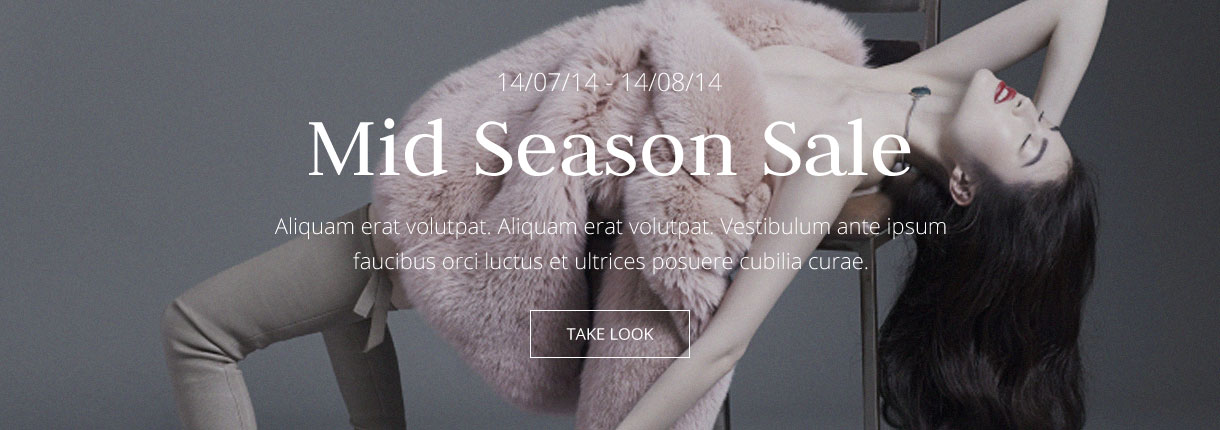 14/07/14 - 14/08/14
Mid Season Sale
Aliquam erat volutpat. Aliquam erat volutpat. Vestibulum ante ipsum
faucibus orci luctus et ultrices posuere cubilia curae.
TAKE LOOK